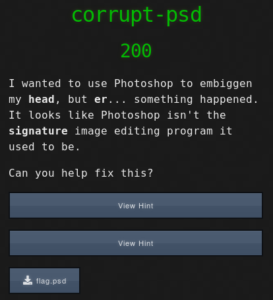 corrupt-psd
200
I wanted to use Photoshop to embiggen
my head, but er... something happened.
It looks like Photoshop isn't the
signature image editing program it
used to be.
Can you help fix this?
View Hint
View Hint
flag.psd